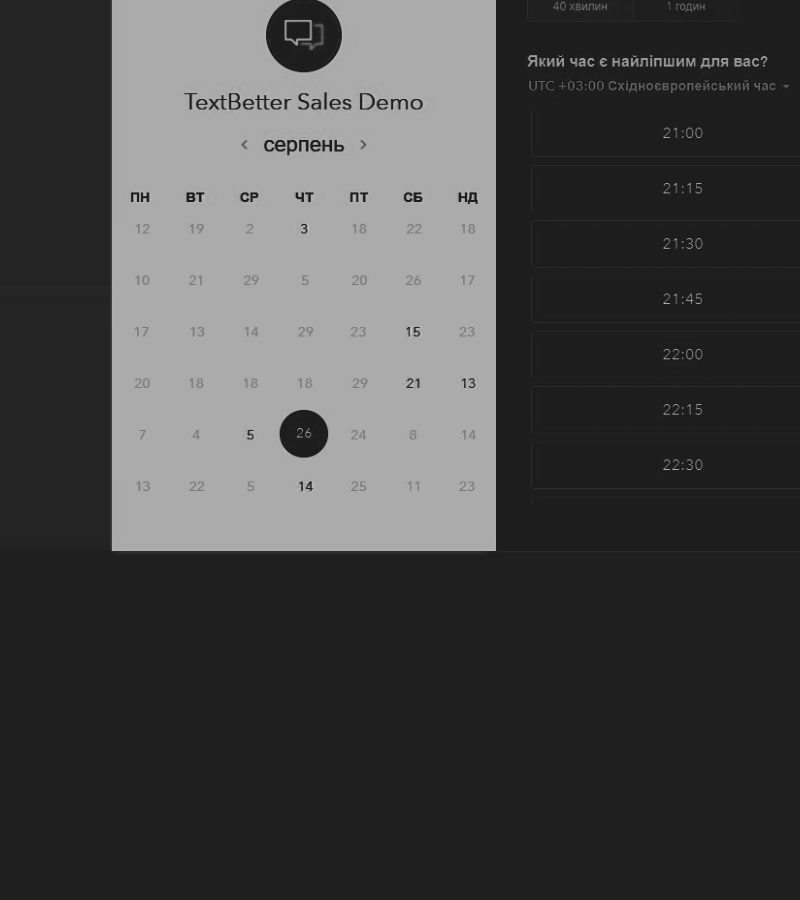 TextBetter Sales Demo
< серпень >
ПН ВТ СР ЧТ ПТ СБ НД
12 19 2 3 18 22 18
10 21 29 5 20 26 17
17 13 14 29 23 15 23
20 18 18 18 29 21 13
7 4 5 26 24 8 14
13 22 5 14 25 11 23
40 хвилин 1 годин
Який час є найліпшим для вас?
UTC +03:00 Східноєвропейський час
21:00
21:15
21:30
21:45
22:00
22:15
22:30